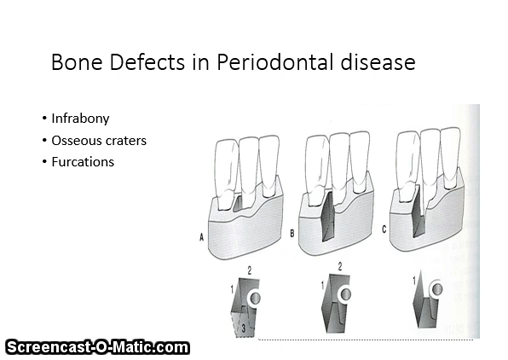 Bone Defects in Periodontal disease
• Infrabony
• Osseous craters
• Furcations
A
B
C
2
1
3
2
1
1
Screencast-O-Matic.com